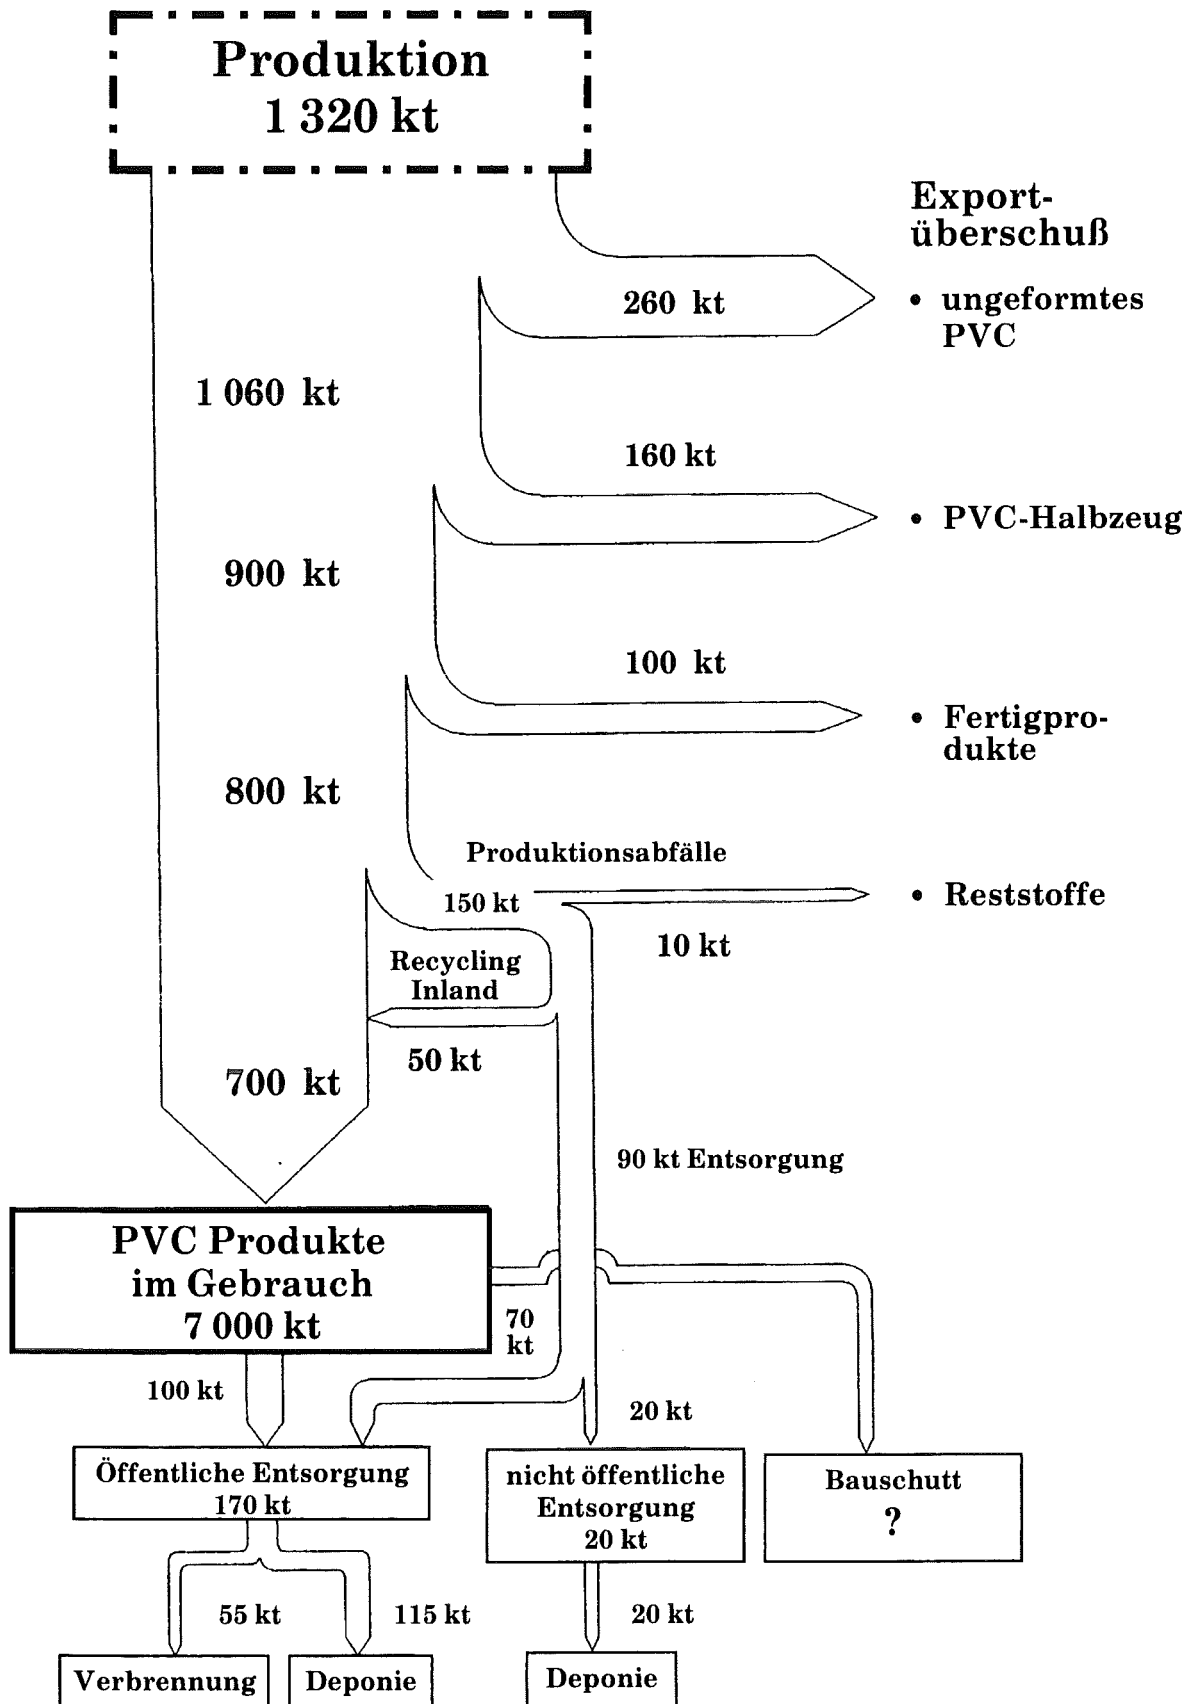 Produktion
1 320 kt
Export-
überschuß
260 kt
• ungeformtes
PVC
1 060 kt
160 kt
• PVC-Halbzeug
900 kt
100 kt
• Fertigpro-
dukte
800 kt
Produktionsabfälle
150 kt
• Reststoffe
10 kt
Recycling
Inland
50 kt
700 kt
90 kt Entsorgung
PVC Produkte
im Gebrauch
7 000 kt
70
kt
100 kt
20 kt
Öffentliche Entsorgung
170 kt
nicht öffentliche
Entsorgung
20 kt
Bauschutt
?
55 kt
115 kt
20 kt
Verbrennung
Deponie
Deponie